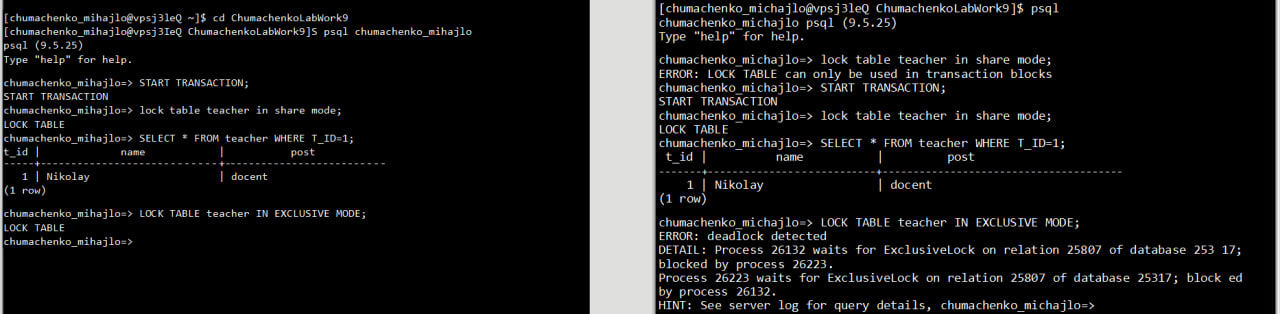 [chumachenko_mihajlo@vpsj3leQ ~]$ cd ChumachenkoLabWork9
[chumachenko_mihajlo@vpsj3IeQ ChumachenkoLabWork9]S psql chumachenko_mihajlo
psql (9.5.25)
Type "help" for help.
chumachenko_mihajlo=> START TRANSACTION;
START TRANSACTION
chumachenko_mihajlo=> lock table teacher in share mode;
LOCK TABLE
chumachenko_mihajlo=> SELECT * FROM teacher WHERE T_ID=1;
t_id | name | post
-----+----------------------------+-------------------------
1 | Nikolay | docent
(1 row)
chumachenko_mihajlo=> LOCK TABLE teacher IN EXCLUSIVE MODE;
LOCK TABLE
chumachenko_mihajlo=>
[chumachenko_michajlo@vpsj3leQ ChumachenkoLabWork9]$ psql
chumachenko_michajlo psql (9.5.25)
Type "help" for help.
chumachenko_michajlo=> lock table teacher in share mode;
ERROR: LOCK TABLE can only be used in transaction blocks
chumachenko_michajlo=> START TRANSACTION;
START TRANSACTION
chumachenko_michajlo=> lock table teacher in share mode;
LOCK TABLE
chumachenko_michajlo=> SELECT * FROM teacher WHERE T_ID=1;
t_id | name | post
-------+------------------------+----------------------------------
1 | Nikolay | docent
(1 row)
chumachenko_michajlo=> LOCK TABLE teacher IN EXCLUSIVE MODE;
ERROR: deadlock detected
DETAIL: Process 26132 waits for ExclusiveLock on relation 25807 of database 253 17;
blocked by process 26223.
Process 26223 waits for ExclusiveLock on relation 25807 of database 25317; block ed
by process 26132.
HINT: See server log for query details, chumachenko_michajlo=>